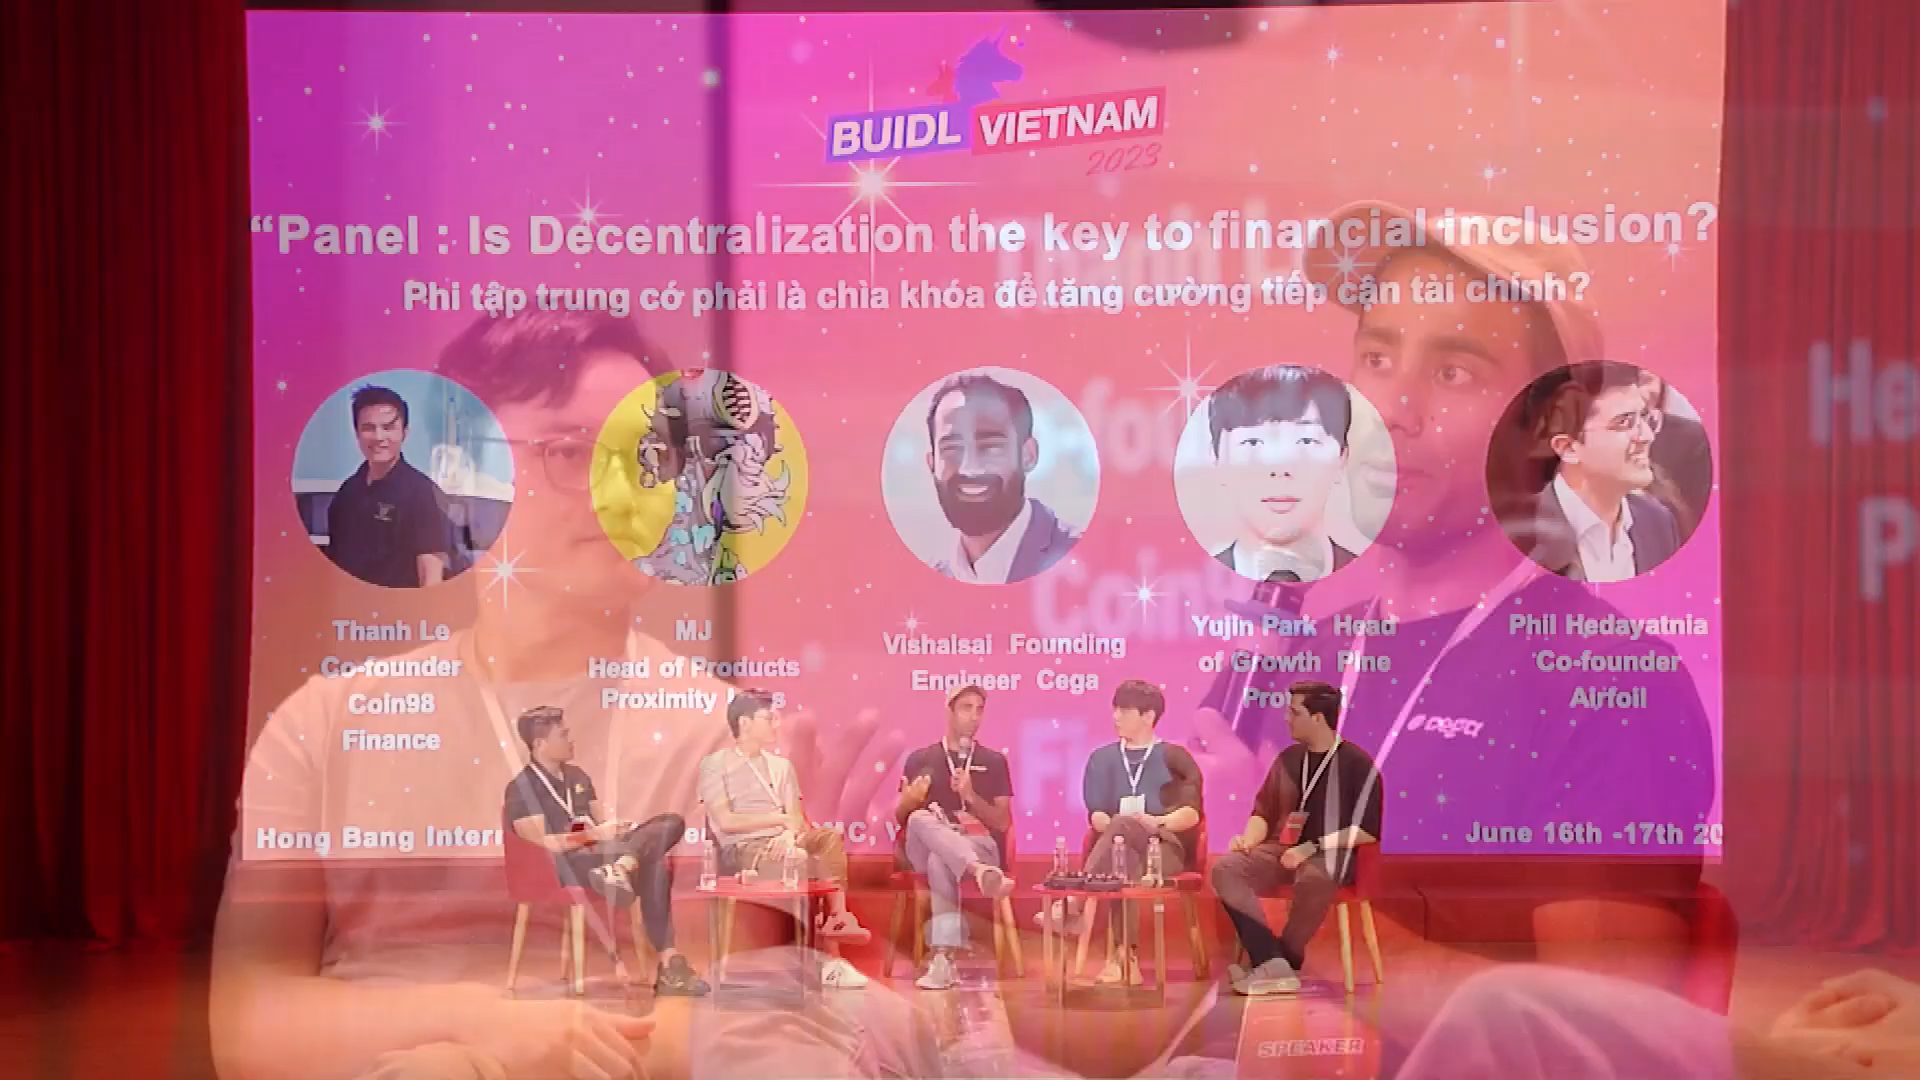 BUIDL VIETNAM
2023
“Panel : Is Decentralization the key to financial inclusion?
Phi tập trung có phải là chìa khóa để tăng cường tiếp cận tài chính?
Thanh Le
Co-founder
Coin98
Finance
MJ
Head of Products
Proximity
Vishalsai Founding
Engineer Cega
Yujin Park Head
of Growth Pine
Phil Hedayatnia
Co-founder
Airfoil
Hong Bang
June 16th -17th
SPEAKER